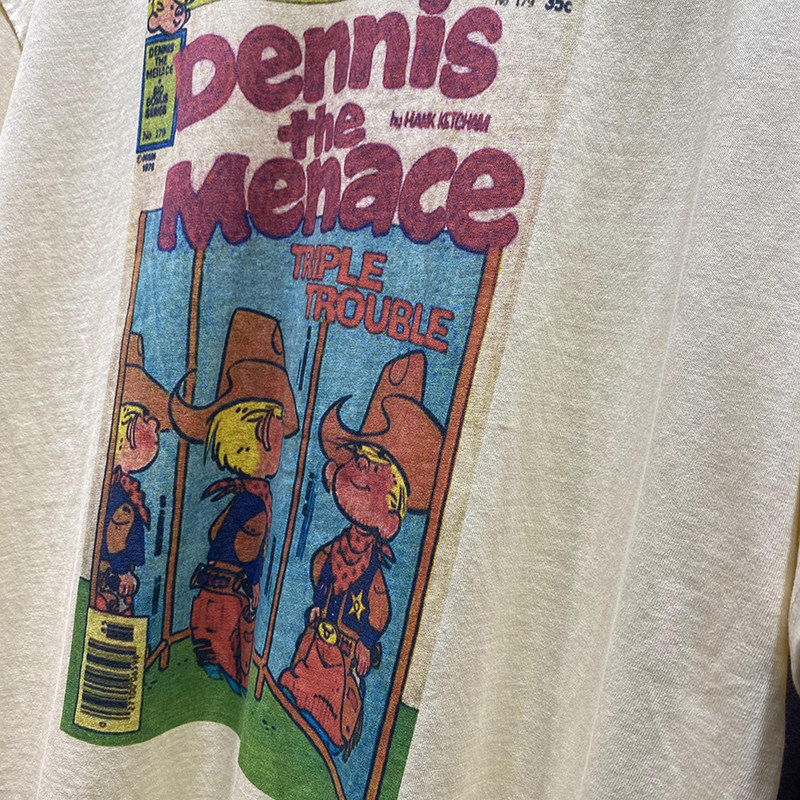 No 179 35¢
Dennis
the
Menace
by HANK KETCHAM
DENNIS
THE
MENACE
BIG
BONUS
SERIES
No. 179
TRIPLE
TROUBLE